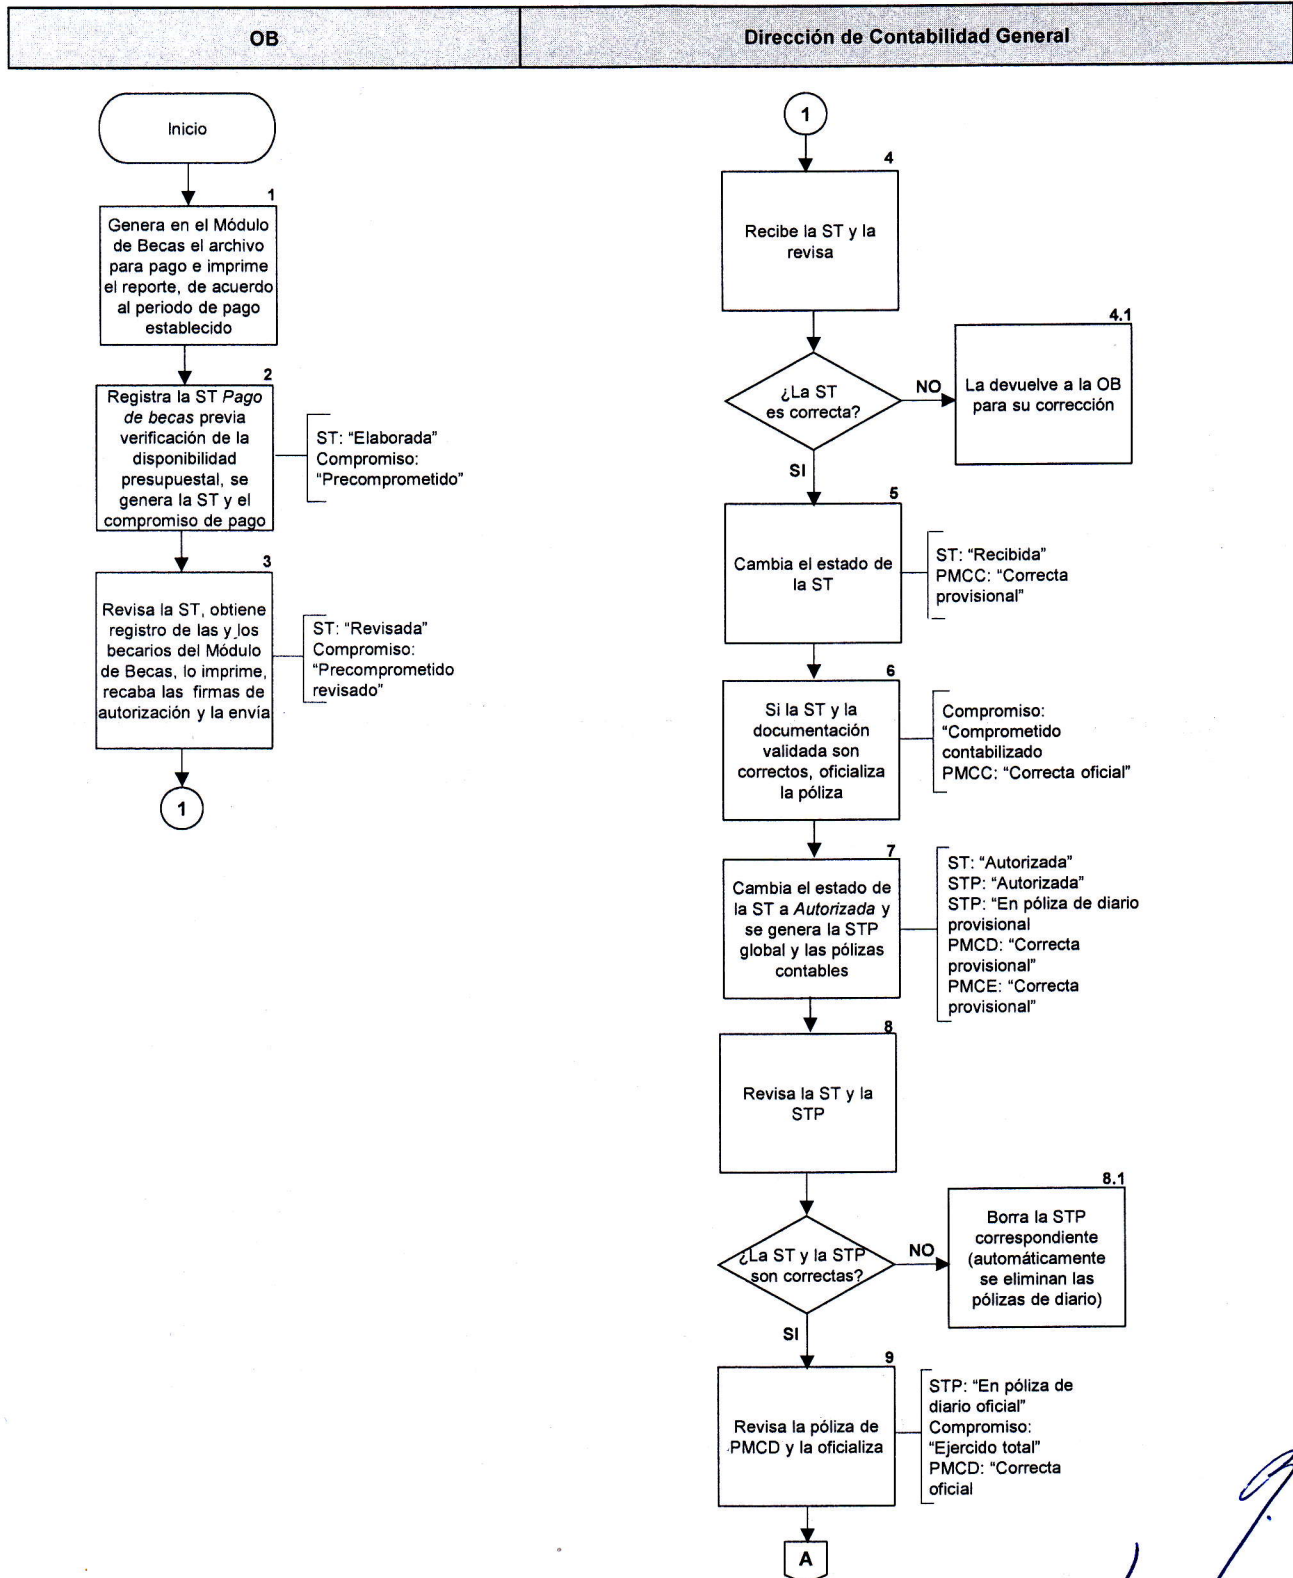 OB
Dirección de Contabilidad General
Inicio
1
Genera en el Módulo
de Becas el archivo
para pago e imprime
el reporte, de acuerdo
al periodo de pago
establecido
2
Registra la ST Pago
de becas previa
verificación de la
disponibilidad
presupuestal, se
genera la ST y el
compromiso de pago
ST: “Elaborada”
Compromiso:
“Precomprometido”
3
Revisa la ST, obtiene
registro de las y los
becarios del Módulo
de Becas, lo imprime,
recaba las firmas de
autorización y la envía
ST: “Revisada”
Compromiso:
“Precomprometido
revisado”
1
1
4
Recibe la ST y la
revisa
¿La ST
es correcta?
NO
4.1
La devuelve a la OB
para su corrección
SI
5
Cambia el estado de
la ST
ST: “Recibida”
PMCC: “Correcta
provisional”
6
Si la ST y la
documentación
validada son
correctos, oficializa
la póliza
Compromiso:
“Comprometido
contabilizado
PMCC: “Correcta oficial”
7
Cambia el estado de
la ST a Autorizada y
se genera la STP
global y las pólizas
contables
ST: “Autorizada”
STP: “Autorizada”
STP: “En póliza de diario
provisional
PMCD: “Correcta
provisional”
PMCE: “Correcta
provisional”
8
Revisa la ST y la
STP
¿La ST y la STP
son correctas?
NO
8.1
Borra la STP
correspondiente
(automáticamente
se eliminan las
pólizas de diario)
SI
9
Revisa la póliza de
PMCD y la oficializa
STP: “En póliza de
diario oficial”
Compromiso:
“Ejercido total”
PMCD: “Correcta
oficial
A